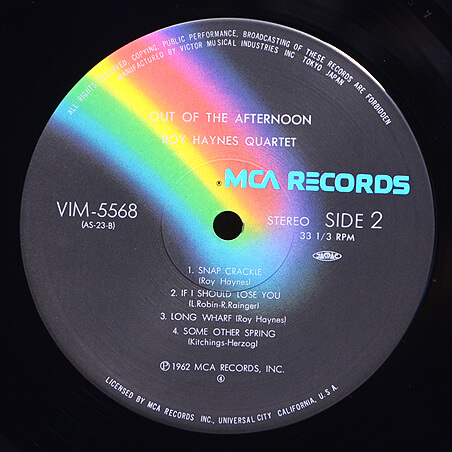 ALL RIGHTS RESERVED, COPYING, PUBLIC PERFORMANCE, BROADCASTING OF THESE RECORDS ARE FORBIDDEN
MANUFACTURED BY VICTOR MUSICAL INDUSTRIES INC TOKYO JAPAN
OUT OF THE AFTERNOON
ROY HAYNES QUARTET
® MCA RECORDS
VIM-5568
(AS-23-B)
STEREO SIDE 2
33 1/3 RPM
JASRAC
1. SNAP CRACKLE
(Roy Haynes)
2. IF I SHOULD LOSE YOU
(L.Robin-R.Rainger)
3. LONG WHARF (Roy Haynes)
4. SOME OTHER SPRING
(Kitchings-Herzog)
℗ 1962 MCA RECORDS, INC.
④
LICENSED BY MCA RECORDS INC., UNIVERSAL CITY CALIFORNIA, U.S.A.